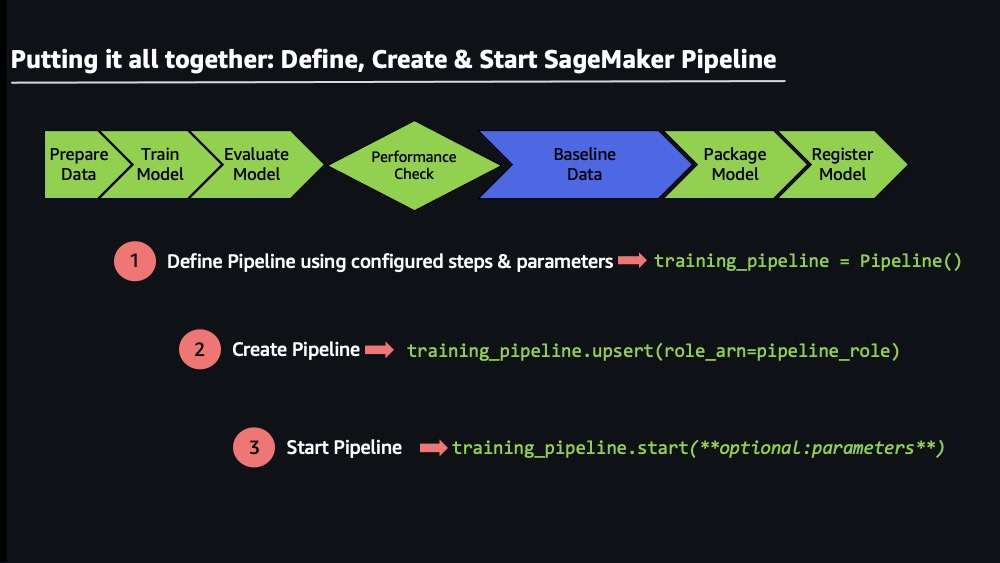 Putting it all together: Define, Create & Start SageMaker Pipeline
Prepare
Data
Train
Model
Evaluate
Model
Performance
Check
Baseline
Data
Package
Model
Register
Model
1 Define Pipeline using configured steps & parameters training_pipeline = Pipeline()
2 Create Pipeline training_pipeline.upsert(role_arn=pipeline_role)
3 Start Pipeline training_pipeline.start(**optional:parameters**)